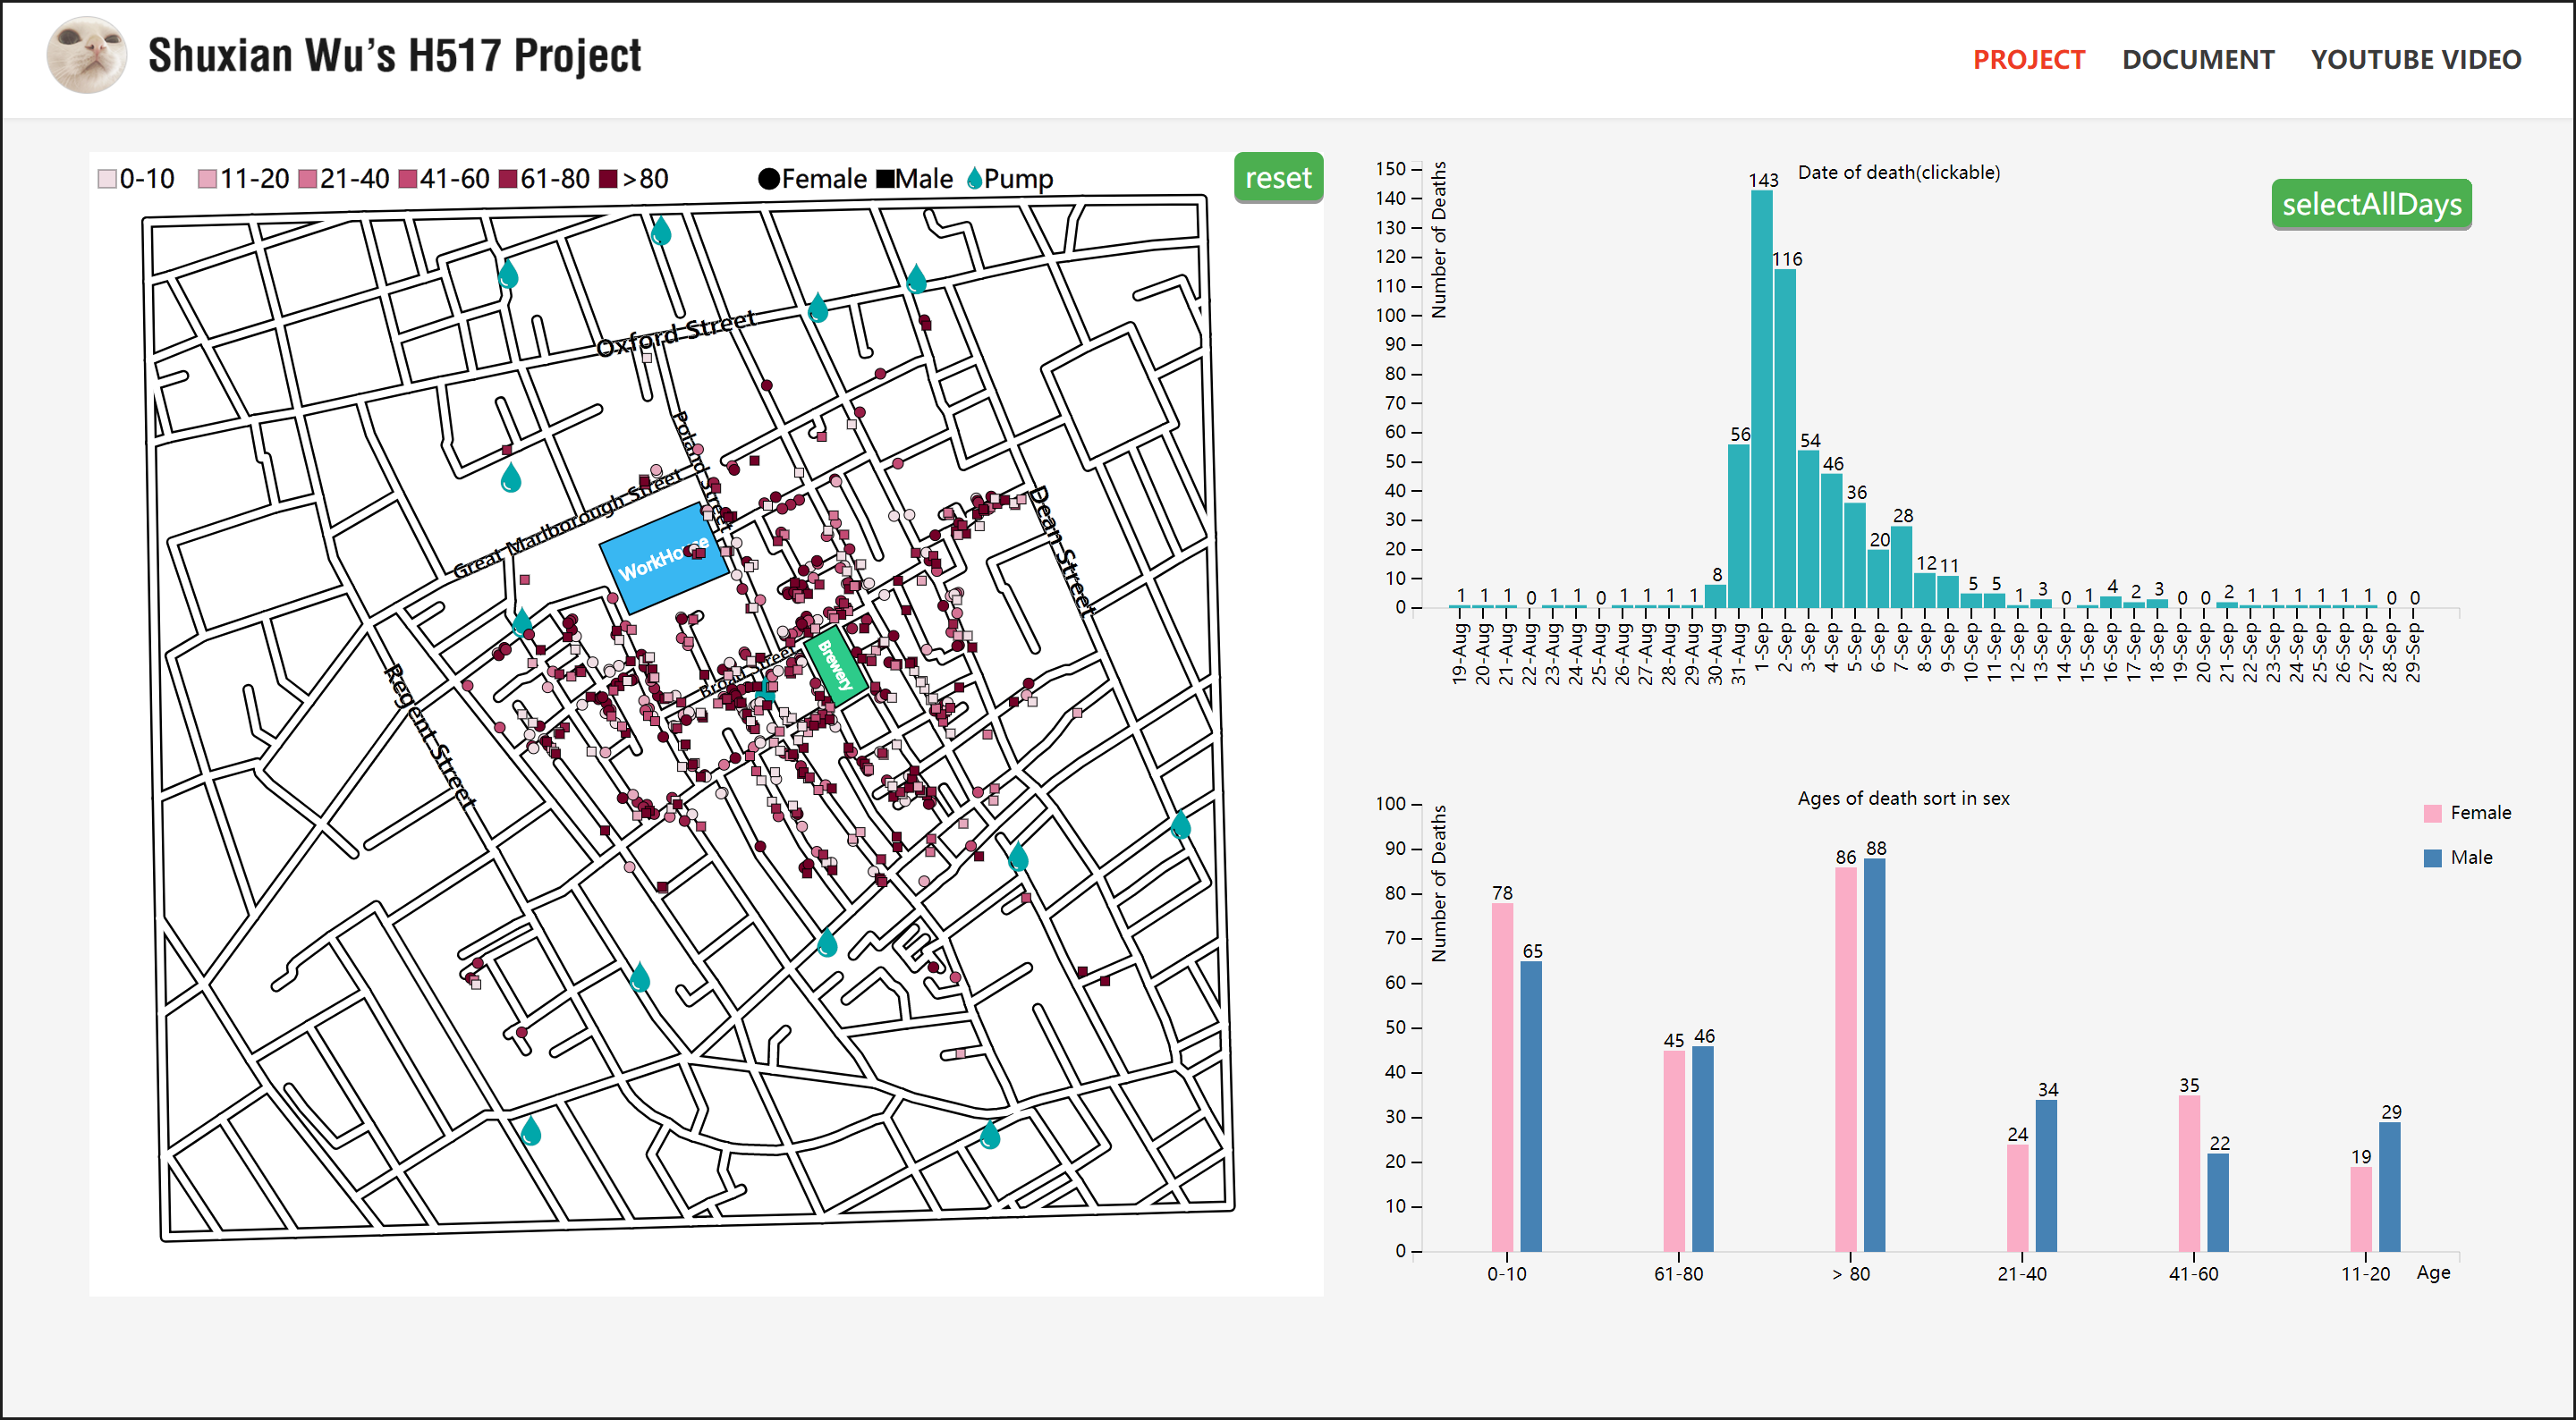 Shuxian Wu's H517 Project
PROJECT DOCUMENT YOUTUBE VIDEO
0-10 11-20 21-40 41-60 61-80 >80 Female Male Pump
reset
Oxford Street
Poland Street
Great Marlborough Street
WorkHouse
Dean Street
Broad Street
Brewery
Regent Street
Date of death(clickable)
selectAllDays
Number of Deaths
150
140
130
120
110
100
90
80
70
60
50
40
30
20
10
0
1 1 1 0 1 1 0 1 1 1 1 8 56 143 116 54 46 36 20 28 12 11 5 5 1 3 0 1 4 2 3 0 0 2 1 1 1 1 1 1 0 0
19-Aug 20-Aug 21-Aug 22-Aug 23-Aug 24-Aug 25-Aug 26-Aug 27-Aug 28-Aug 29-Aug 30-Aug 31-Aug 1-Sep 2-Sep 3-Sep 4-Sep 5-Sep 6-Sep 7-Sep 8-Sep 9-Sep 10-Sep 11-Sep 12-Sep 13-Sep 14-Sep 15-Sep 16-Sep 17-Sep 18-Sep 19-Sep 20-Sep 21-Sep 22-Sep 23-Sep 24-Sep 25-Sep 26-Sep 27-Sep 28-Sep 29-Sep
Ages of death sort in sex
Female
Male
Number of Deaths
100
90
80
70
60
50
40
30
20
10
0
78 65 45 46 86 88 24 34 35 22 19 29
0-10 61-80 > 80 21-40 41-60 11-20 Age